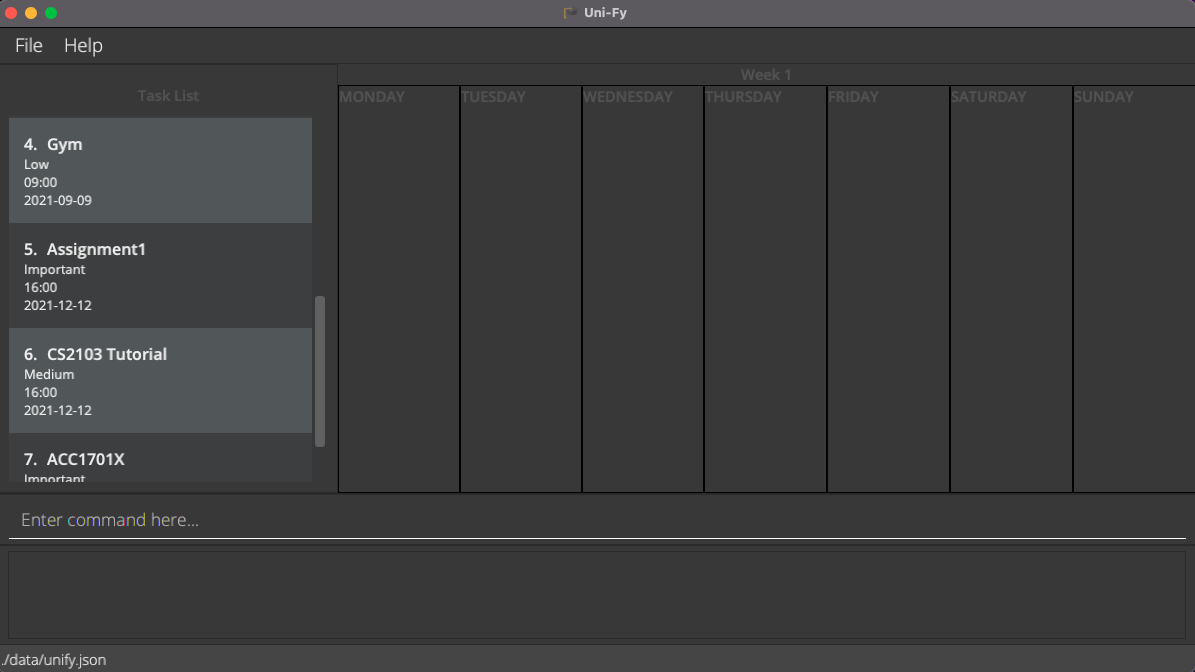 Uni-Fy
File Help
Task List
4. Gym
Low
09:00
2021-09-09
5. Assignment1
Important
16:00
2021-12-12
6. CS2103 Tutorial
Medium
16:00
2021-12-12
7. ACC1701X
Important
Week 1
MONDAY TUESDAY WEDNESDAY THURSDAY FRIDAY SATURDAY SUNDAY
Enter command here...
./data/unify.json